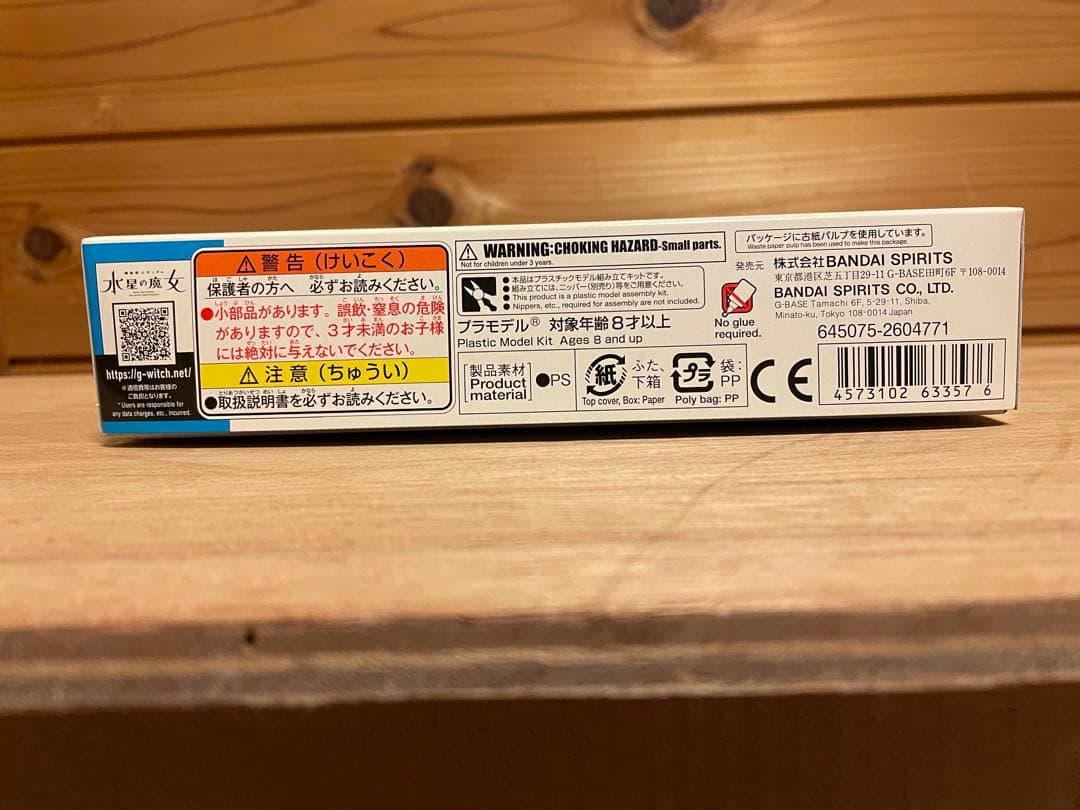 水星の魔女
https://g-witch.net/
※通信費等はお客様の
ご負担となります。
* Users are responsible for
any data charges, etc., incurred.
警告（けいこく）
保護者の方へ 必ずお読みください。
●小部品があります。誤飲・窒息の危険
がありますので、3才未満のお子様
には絶対に与えないでください。
注意（ちゅうい）
●取扱説明書を必ずお読みください。
WARNING:CHOKING HAZARD-Small parts.
Not for children under 3 years.
●本品はプラスチックモデル組み立てキットです。
●組み立てには、ニッパー（別売り）等をご用意ください。
●This product is a plastic model assembly kit.
●Nippers, etc., required for assembly are not included.
プラモデル® 対象年齢8才以上
Plastic Model Kit Ages 8 and up
製品素材
Product
material
●PS
紙
ふた、
下箱
Top cover, Box: Paper
プラ
袋:
PP
Poly bag: PP
No glue
required.
パッケージに古紙パルプを使用しています。
Waste paper pulp has been used to make this package.
発売元 株式会社BANDAI SPIRITS
東京都港区芝五丁目29-11 G-BASE田町6F 〒108-0014
BANDAI SPIRITS CO., LTD.
G-BASE Tamachi 6F, 5-29-11, Shiba,
Minato-ku, Tokyo 108-0014 Japan
645075-2604771
CE
4573102 633576